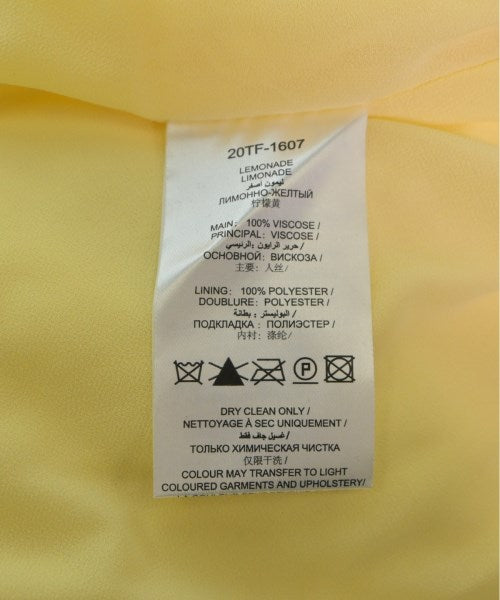 20TF-1607
LEMONADE
LIMONADE
ليمون أصفر
ЛИМОННО-ЖЕЛТЫЙ
柠檬黄
MAIN: 100% VISCOSE /
PRINCIPAL: VISCOSE /
حرير الرايون :الرئيسي /
ОСНОВНОЙ: ВИСКОЗА /
主要: 人丝/
LINING: 100% POLYESTER /
DOUBLURE: POLYESTER /
البوليستر : بطانة /
ПОДКЛАДКА : ПОЛИЭСТЕР /
内衬: 涤纶/
P
DRY CLEAN ONLY /
NETTOYAGE À SEC UNIQUEMENT /
غسيل جاف فقط /
ТОЛЬКО ХИМИЧЕСКАЯ ЧИСТКА
仅限干洗 /
COLOUR MAY TRANSFER TO LIGHT
COLOURED GARMENTS AND UPHOLSTERY/